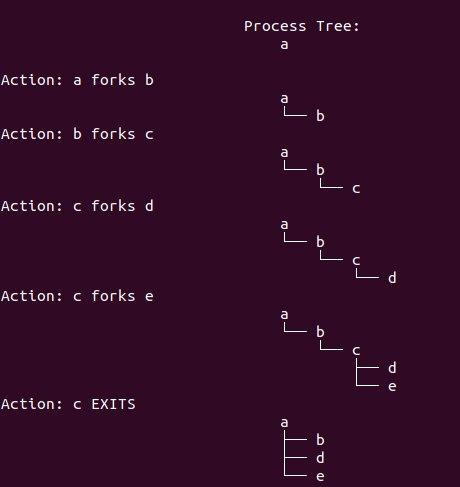 Process Tree:
a
Action: a forks b
a
└── b
Action: b forks c
a
└── b
└── c
Action: c forks d
a
└── b
└── c
└── d
Action: c forks e
a
└── b
└── c
├── d
└── e
Action: c EXITS
a
├── b
├── d
└── e